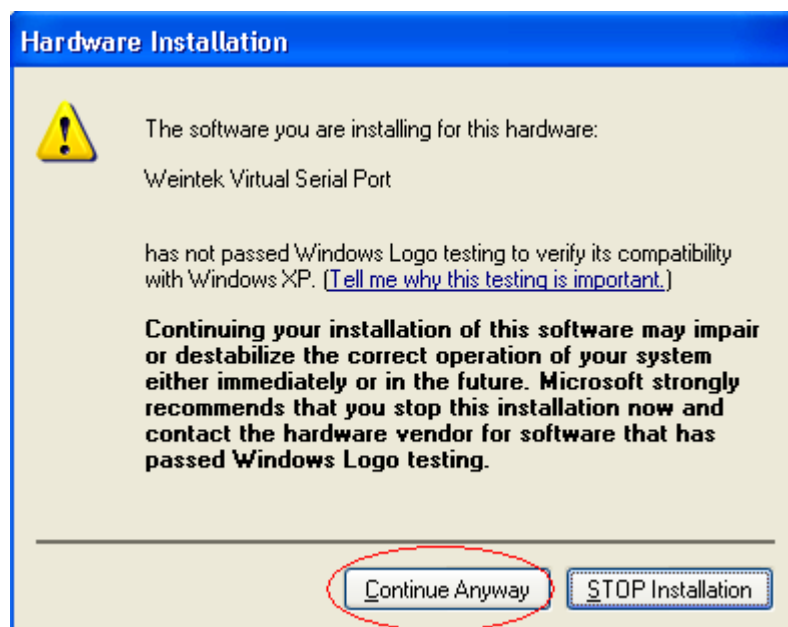 Hardware Installation
The software you are installing for this hardware:
Weintek Virtual Serial Port
has not passed Windows Logo testing to verify its compatibility
with Windows XP. (Tell me why this testing is important.)
Continuing your installation of this software may impair
or destabilize the correct operation of your system
either immediately or in the future. Microsoft strongly
recommends that you stop this installation now and
contact the hardware vendor for software that has
passed Windows Logo testing.
Continue Anyway STOP Installation